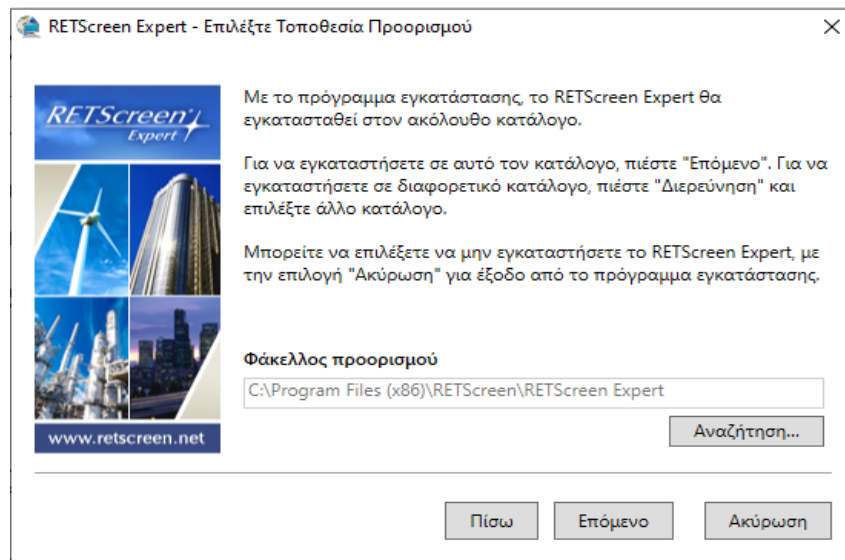 RETScreen Expert - Επιλέξτε Τοποθεσία Προορισμού
RETScreen®
Expert
www.retscreen.net
Με το πρόγραμμα εγκατάστασης, το RETScreen Expert θα
εγκατασταθεί στον ακόλουθο κατάλογο.
Για να εγκαταστήσετε σε αυτό τον κατάλογο, πιέστε "Επόμενο". Για να
εγκαταστήσετε σε διαφορετικό κατάλογο, πιέστε "Διερεύνηση" και
επιλέξτε άλλο κατάλογο.
Μπορείτε να επιλέξετε να μην εγκαταστήσετε το RETScreen Expert, με
την επιλογή "Ακύρωση" για έξοδο από το πρόγραμμα εγκατάστασης.
Φάκελλος προορισμού
C:\Program Files (x86)\RETScreen\RETScreen Expert
Αναζήτηση...
Πίσω
Επόμενο
Ακύρωση